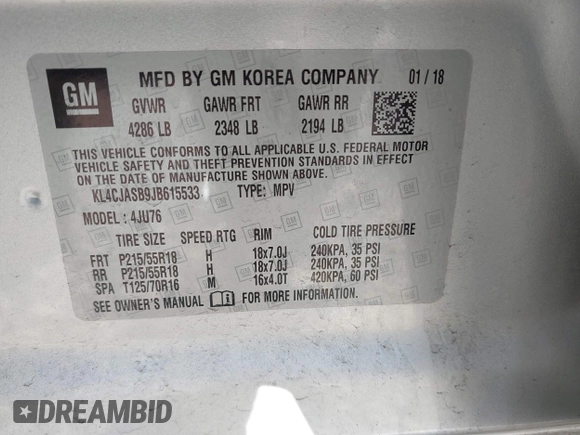 GM
MFD BY GM KOREA COMPANY 01 / 18
GVWR GAWR FRT GAWR RR
4286 LB 2348 LB 2194 LB
THIS VEHICLE CONFORMS TO ALL APPLICABLE U.S. FEDERAL MOTOR
VEHICLE SAFETY AND THEFT PREVENTION STANDARDS IN EFFECT
ON THE DATE OF MANUFACTURE SHOWN ABOVE.
KL4CJASB9JB615533 TYPE: MPV
MODEL : 4JU76
TIRE SIZE SPEED RTG RIM COLD TIRE PRESSURE
FRT P215/55R18 H 18x7.0J 240KPA, 35 PSI
RR P215/55R18 H 18x7.0J 240KPA, 35 PSI
SPA T125/70R16 M 16x4.0T 420KPA, 60 PSI
SEE OWNER'S MANUAL FOR MORE INFORMATION.
DREAMBID